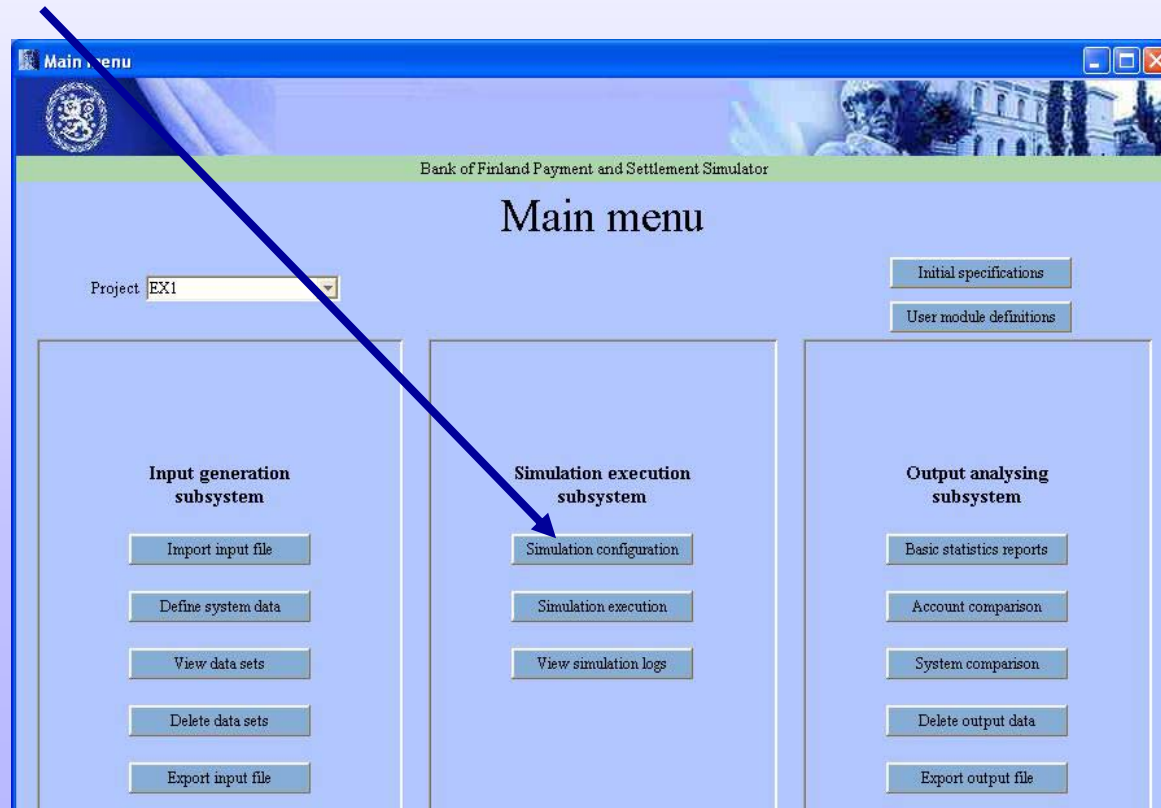 Main menu
Bank of Finland Payment and Settlement Simulator
Main menu
Project EX1
Initial specifications
User module definitions
Input generation
subsystem
Import input file
Define system data
View data sets
Delete data sets
Export input file
Simulation execution
subsystem
Simulation configuration
Simulation execution
View simulation logs
Output analysing
subsystem
Basic statistics reports
Account comparison
System comparison
Delete output data
Export output file